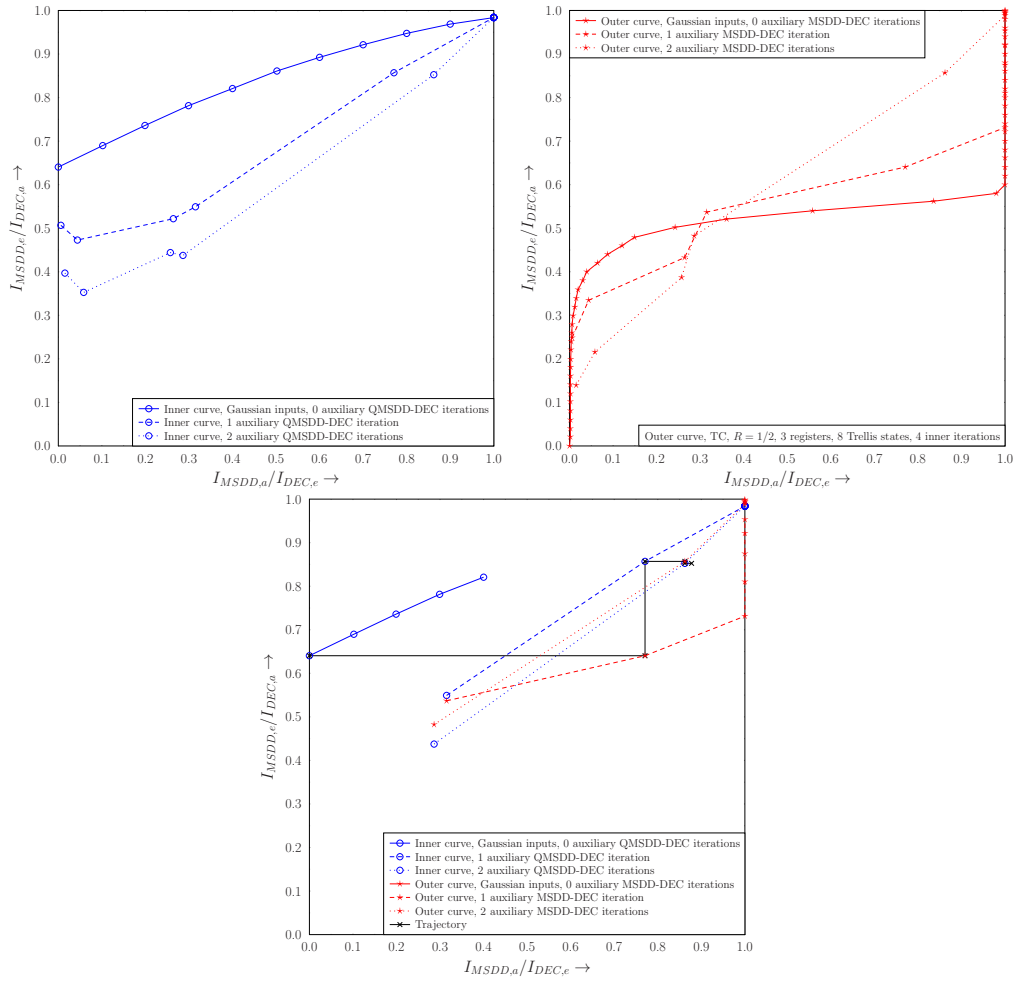 1.0
0.9
0.8
0.7
0.6
0.5
0.4
0.3
0.2
0.1
0.0
I_{MSDD,e}/I_{DEC,a} →
Inner curve, Gaussian inputs, 0 auxiliary QMSDD-DEC iterations
Inner curve, 1 auxiliary QMSDD-DEC iteration
Inner curve, 2 auxiliary QMSDD-DEC iterations
0.0 0.1 0.2 0.3 0.4 0.5 0.6 0.7 0.8 0.9 1.0
I_{MSDD,a}/I_{DEC,e} →
Outer curve, Gaussian inputs, 0 auxiliary MSDD-DEC iterations
Outer curve, 1 auxiliary MSDD-DEC iteration
Outer curve, 2 auxiliary MSDD-DEC iterations
1.0
0.9
0.8
0.7
0.6
0.5
0.4
0.3
0.2
0.1
0.0
I_{MSDD,e}/I_{DEC,a} →
Outer curve, TC, R = 1/2, 3 registers, 8 Trellis states, 4 inner iterations
0.0 0.1 0.2 0.3 0.4 0.5 0.6 0.7 0.8 0.9 1.0
I_{MSDD,a}/I_{DEC,e} →
1.0
0.9
0.8
0.7
0.6
0.5
0.4
0.3
0.2
0.1
0.0
I_{MSDD,e}/I_{DEC,a} →
Inner curve, Gaussian inputs, 0 auxiliary QMSDD-DEC iterations
Inner curve, 1 auxiliary QMSDD-DEC iteration
Inner curve, 2 auxiliary QMSDD-DEC iterations
Outer curve, Gaussian inputs, 0 auxiliary MSDD-DEC iterations
Outer curve, 1 auxiliary MSDD-DEC iteration
Outer curve, 2 auxiliary MSDD-DEC iterations
Trajectory
0.0 0.1 0.2 0.3 0.4 0.5 0.6 0.7 0.8 0.9 1.0
I_{MSDD,a}/I_{DEC,e} →